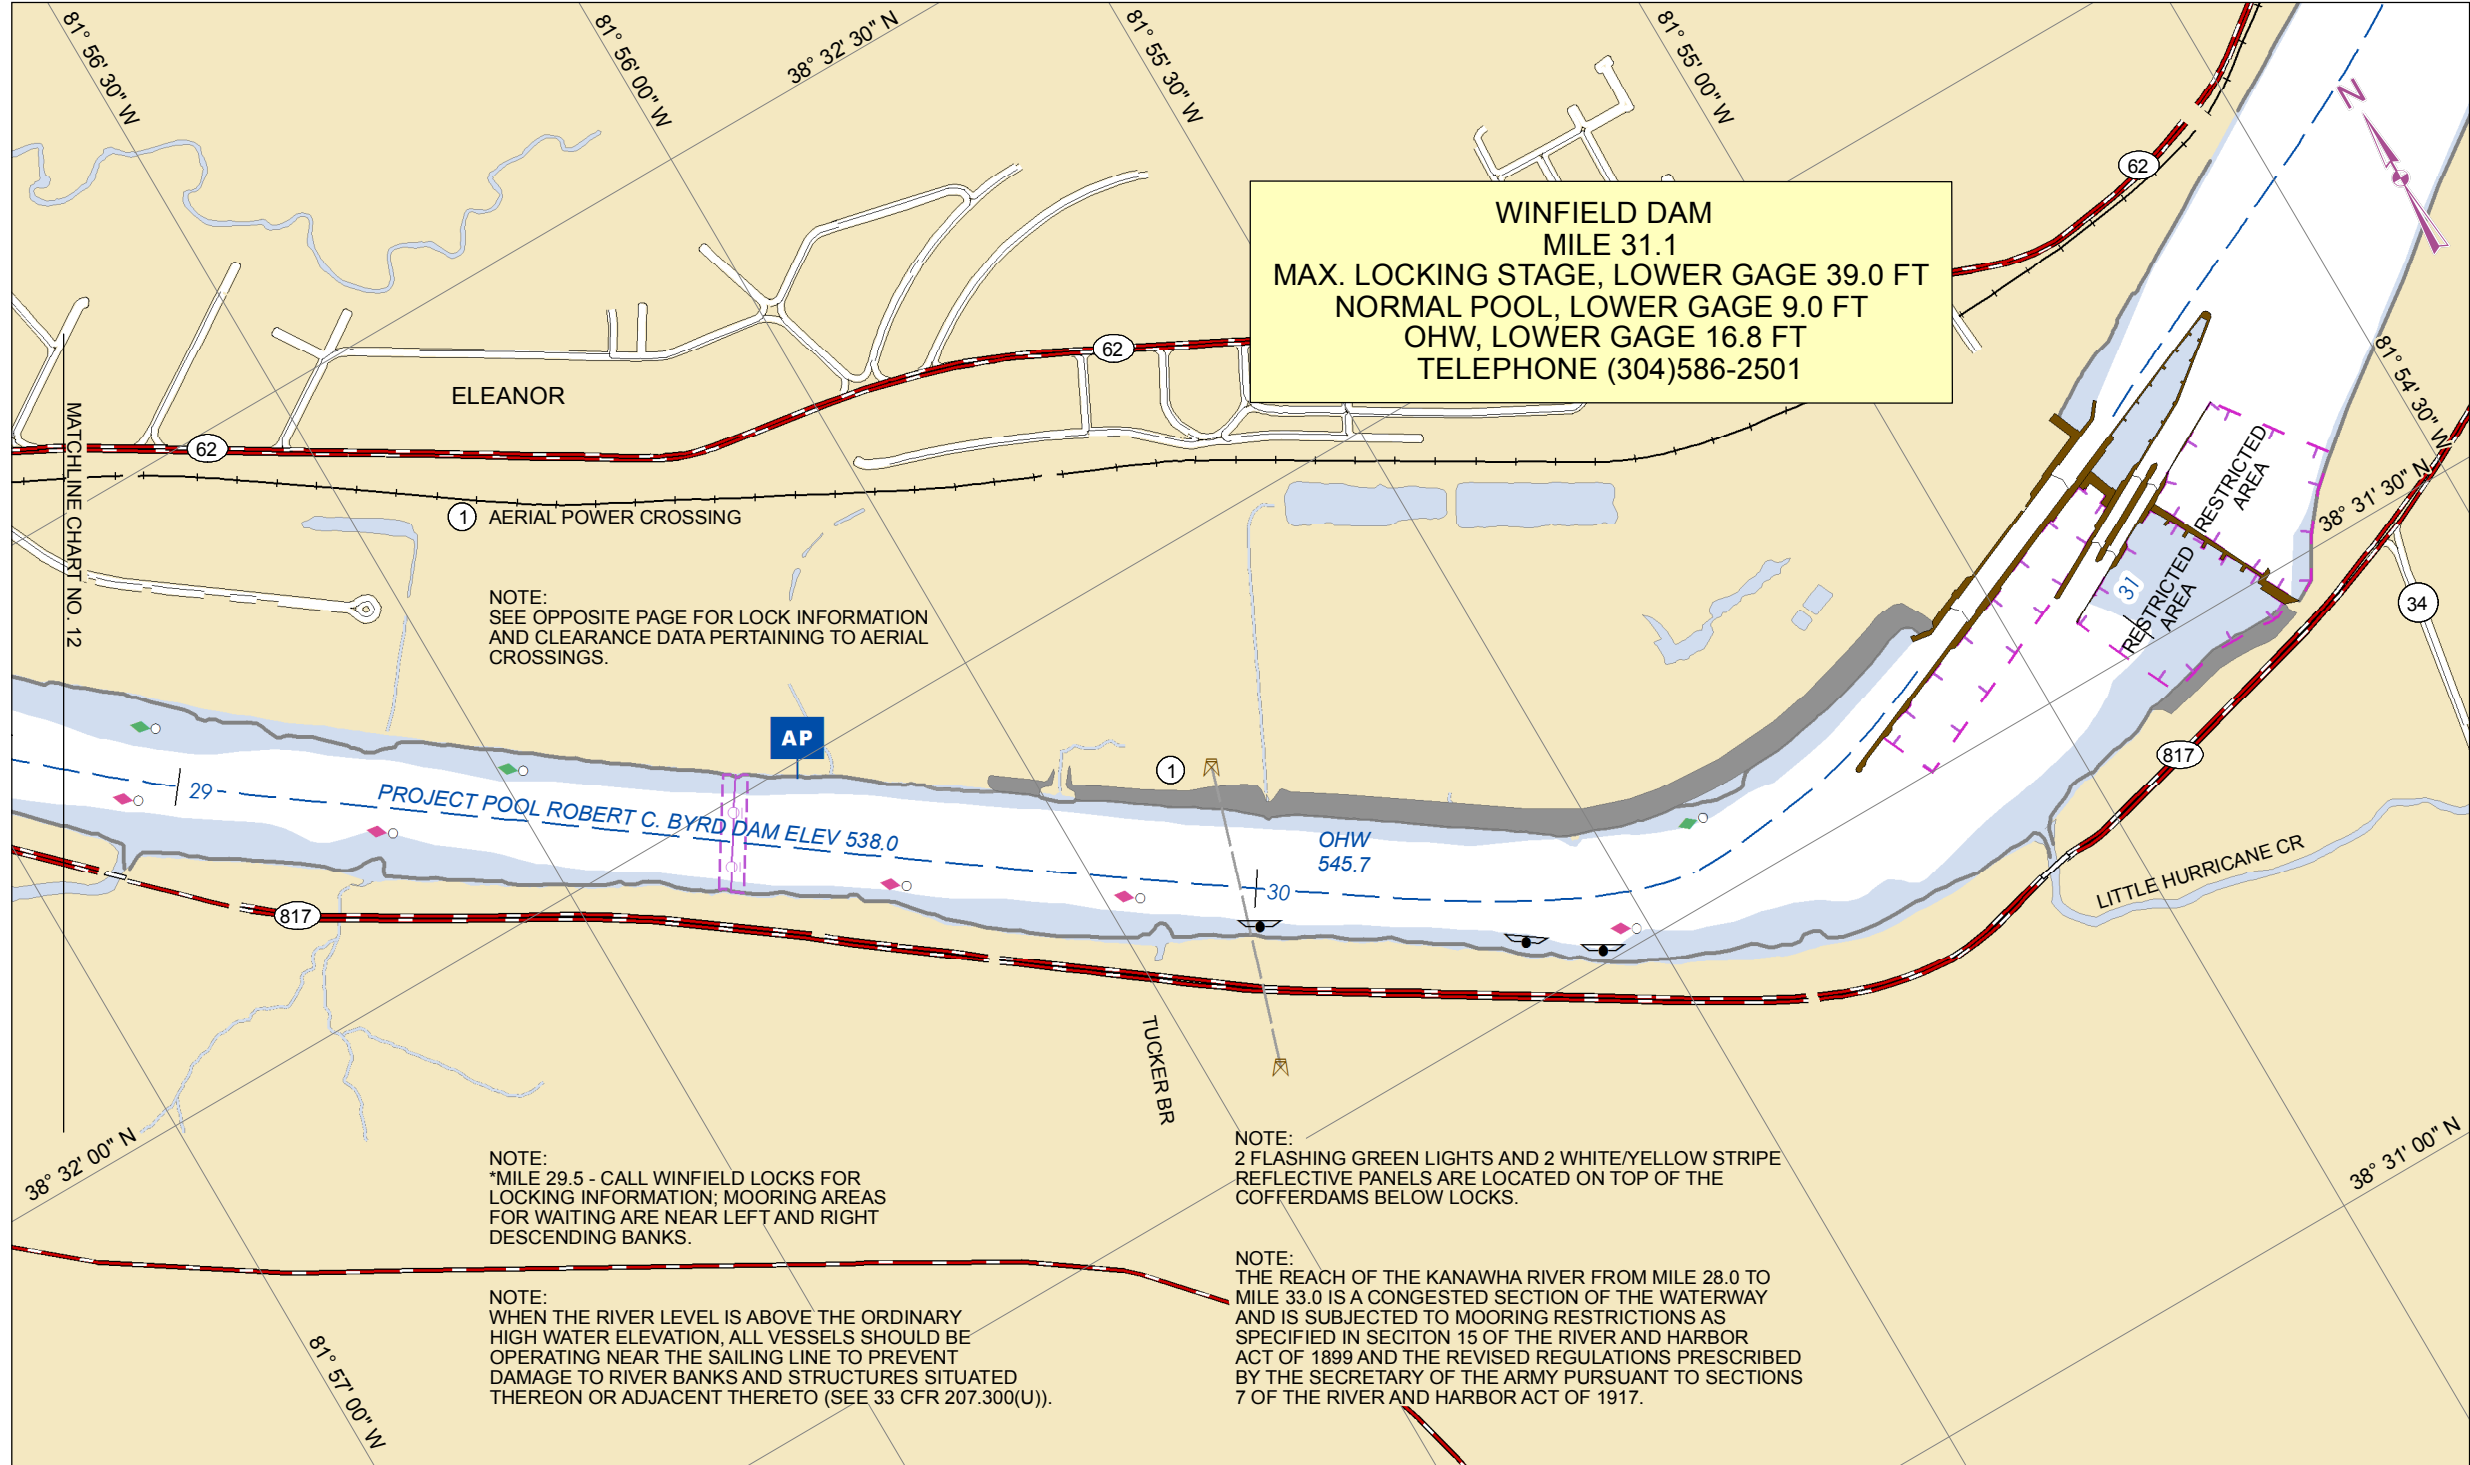 81° 56' 30" W
81° 56' 00" W
38° 32' 30" N
81° 55' 30" W
81° 55' 00" W
N
62
WINFIELD DAM
MILE 31.1
MAX. LOCKING STAGE, LOWER GAGE 39.0 FT
NORMAL POOL, LOWER GAGE 9.0 FT
OHW, LOWER GAGE 16.8 FT
TELEPHONE (304)586-2501
62
ELEANOR
62
MATCHLINE CHART NO. 12
81° 54' 30" W
38° 31' 30" N
RESTRICTED
AREA
RESTRICTED
AREA
31
34
1 AERIAL POWER CROSSING
NOTE:
SEE OPPOSITE PAGE FOR LOCK INFORMATION
AND CLEARANCE DATA PERTAINING TO AERIAL
CROSSINGS.
AP
1
817
29
PROJECT POOL ROBERT C. BYRD DAM ELEV 538.0
OHW
545.7
30
LITTLE HURRICANE CR
817
TUCKER BR
38° 32' 00" N
NOTE:
*MILE 29.5 - CALL WINFIELD LOCKS FOR
LOCKING INFORMATION; MOORING AREAS
FOR WAITING ARE NEAR LEFT AND RIGHT
DESCENDING BANKS.
NOTE:
2 FLASHING GREEN LIGHTS AND 2 WHITE/YELLOW STRIPE
REFLECTIVE PANELS ARE LOCATED ON TOP OF THE
COFFERDAMS BELOW LOCKS.
38° 31' 00" N
NOTE:
WHEN THE RIVER LEVEL IS ABOVE THE ORDINARY
HIGH WATER ELEVATION, ALL VESSELS SHOULD BE
OPERATING NEAR THE SAILING LINE TO PREVENT
DAMAGE TO RIVER BANKS AND STRUCTURES SITUATED
THEREON OR ADJACENT THERETO (SEE 33 CFR 207.300(U)).
NOTE:
THE REACH OF THE KANAWHA RIVER FROM MILE 28.0 TO
MILE 33.0 IS A CONGESTED SECTION OF THE WATERWAY
AND IS SUBJECTED TO MOORING RESTRICTIONS AS
SPECIFIED IN SECITON 15 OF THE RIVER AND HARBOR
ACT OF 1899 AND THE REVISED REGULATIONS PRESCRIBED
BY THE SECRETARY OF THE ARMY PURSUANT TO SECTIONS
7 OF THE RIVER AND HARBOR ACT OF 1917.
81° 57' 00" W